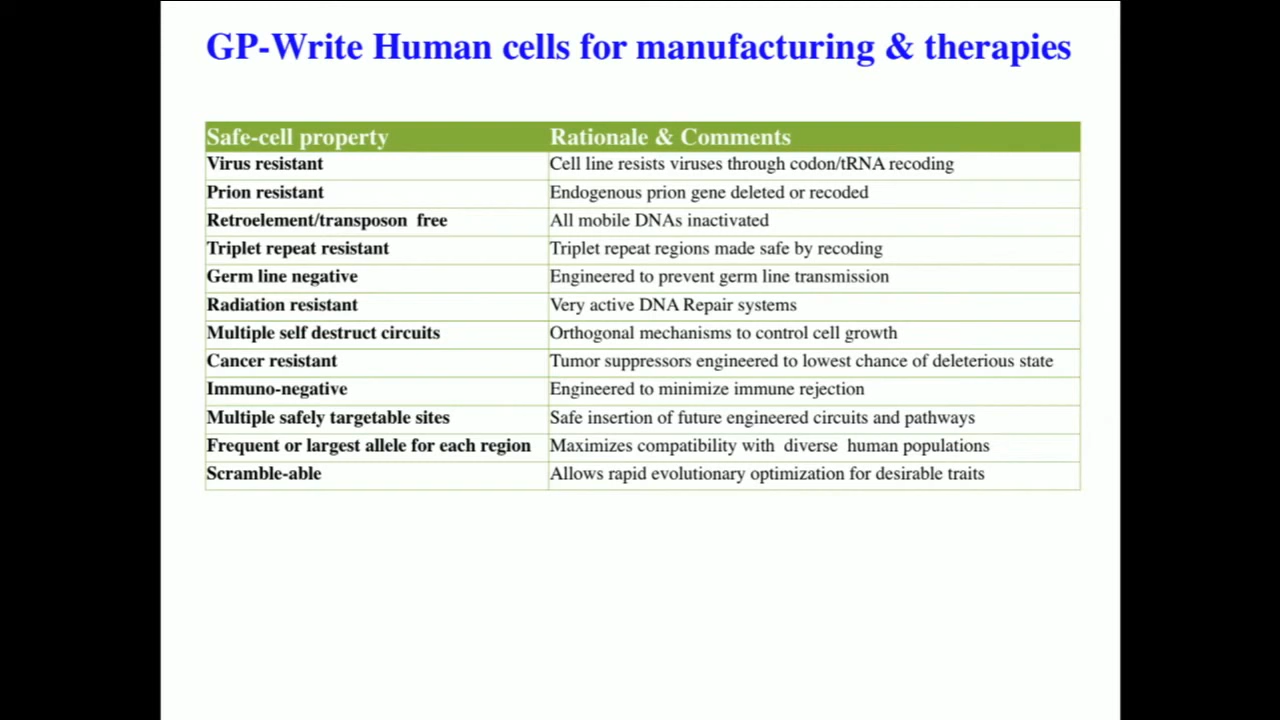 GP-Write Human cells for manufacturing & therapies
Safe-cell property Rationale & Comments
Virus resistant Cell line resists viruses through codon/tRNA recoding
Prion resistant Endogenous prion gene deleted or recoded
Retroelement/transposon free All mobile DNAs inactivated
Triplet repeat resistant Triplet repeat regions made safe by recoding
Germ line negative Engineered to prevent germ line transmission
Radiation resistant Very active DNA Repair systems
Multiple self destruct circuits Orthogonal mechanisms to control cell growth
Cancer resistant Tumor suppressors engineered to lowest chance of deleterious state
Immuno-negative Engineered to minimize immune rejection
Multiple safely targetable sites Safe insertion of future engineered circuits and pathways
Frequent or largest allele for each region Maximizes compatibility with diverse human populations
Scramble-able Allows rapid evolutionary optimization for desirable traits